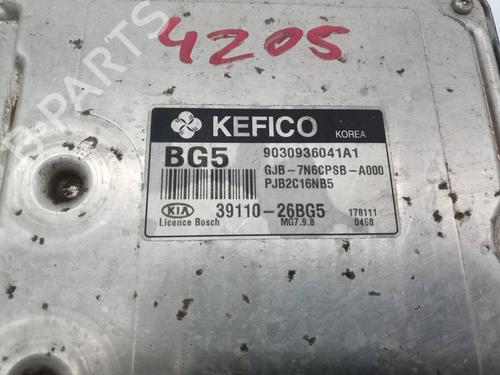 4205
KEFICO
KOREA
BG5
9030936041A1
GJB-7N6CPSB-A000
PJB2C16NB5
KIA
39110-26BG5
178111
Licence Bosch
MG7.9.8
0458
B-PARTS